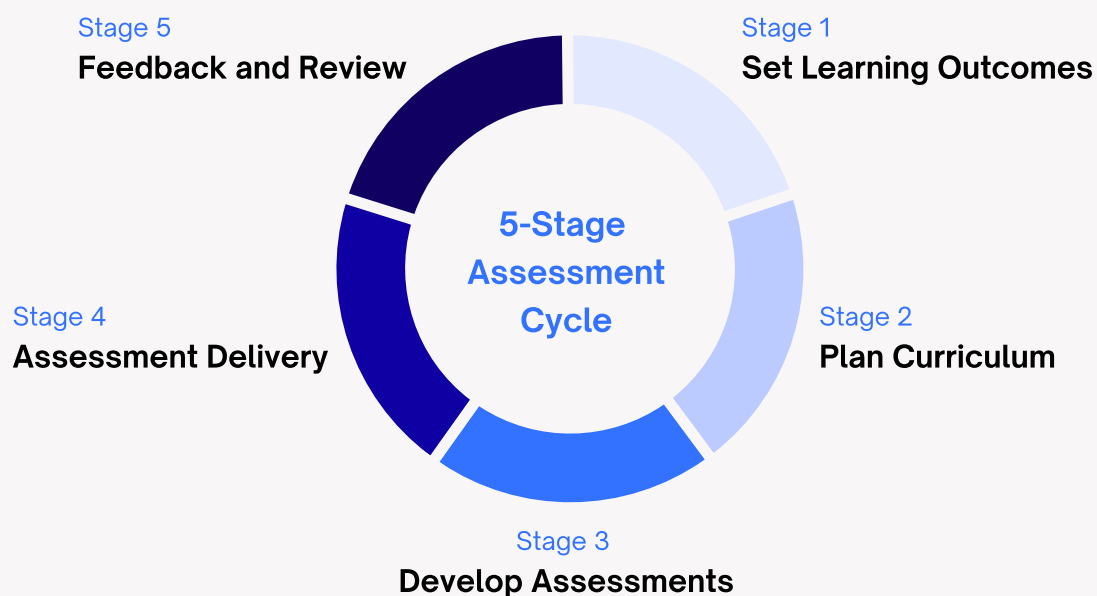 Stage 5
Feedback and Review
Stage 1
Set Learning Outcomes
5-Stage
Assessment
Cycle
Stage 4
Assessment Delivery
Stage 2
Plan Curriculum
Stage 3
Develop Assessments